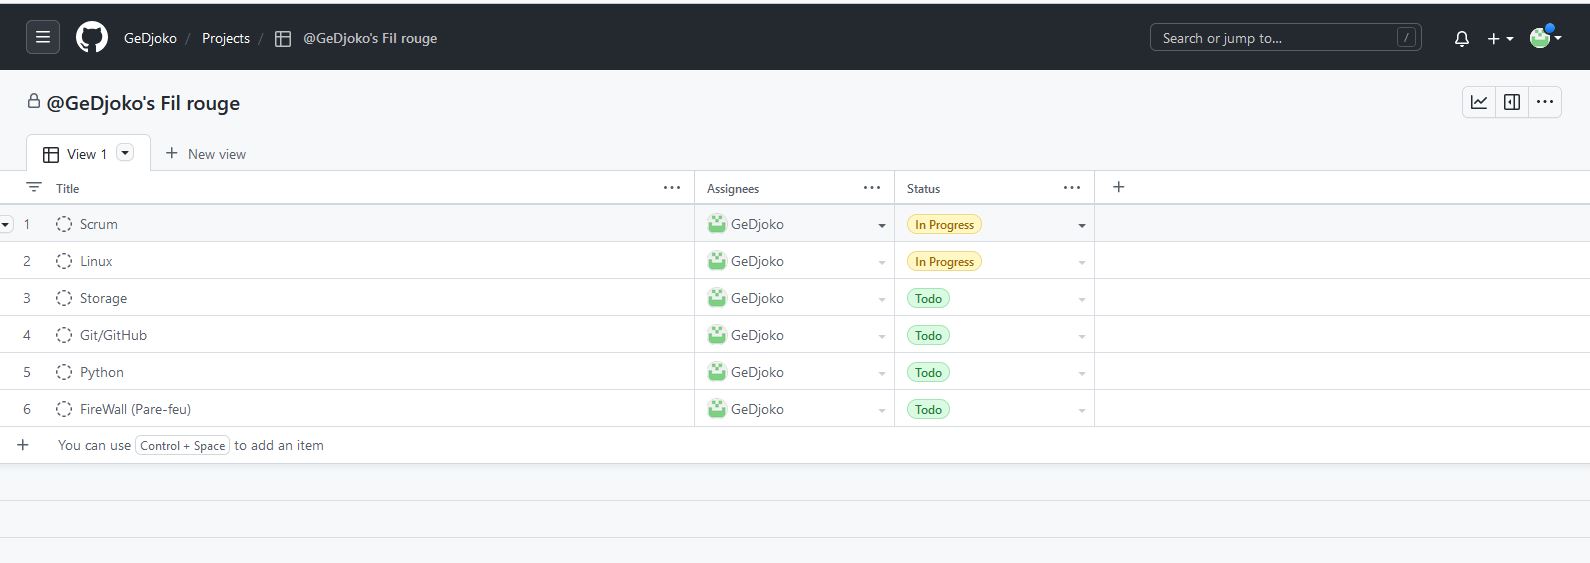 GeDjoko / Projects / @GeDjoko's Fil rouge Search or jump to... /
@GeDjoko's Fil rouge
View 1 New view
Title Assignees Status
1 Scrum GeDjoko In Progress
2 Linux GeDjoko In Progress
3 Storage GeDjoko Todo
4 Git/GitHub GeDjoko Todo
5 Python GeDjoko Todo
6 FireWall (Pare-feu) GeDjoko Todo
You can use Control + Space to add an item